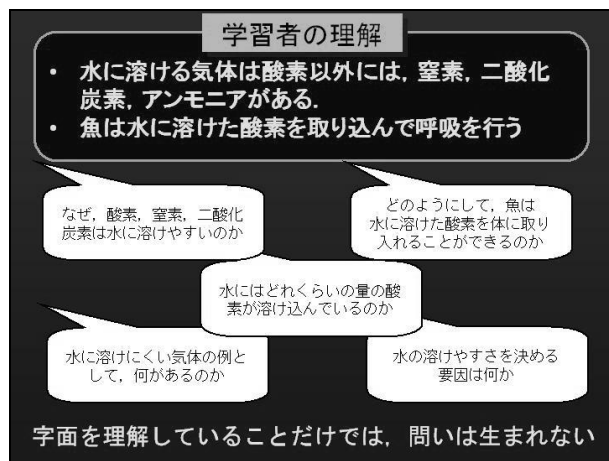 学習者の理解
• 水に溶ける気体は酸素以外には，窒素，二酸化
炭素，アンモニアがある．
• 魚は水に溶けた酸素を取り込んで呼吸を行う
なぜ，酸素，窒素，二酸化
炭素は水に溶けやすいのか
どのようにして，魚は
水に溶けた酸素を体に取り
入れることができるのか
水にはどれくらいの量の酸
素が溶け込んでいるのか
水に溶けにくい気体の例と
して，何があるのか
水の溶けやすさを決める
要因は何か
字面を理解していることだけでは，問いは生まれない